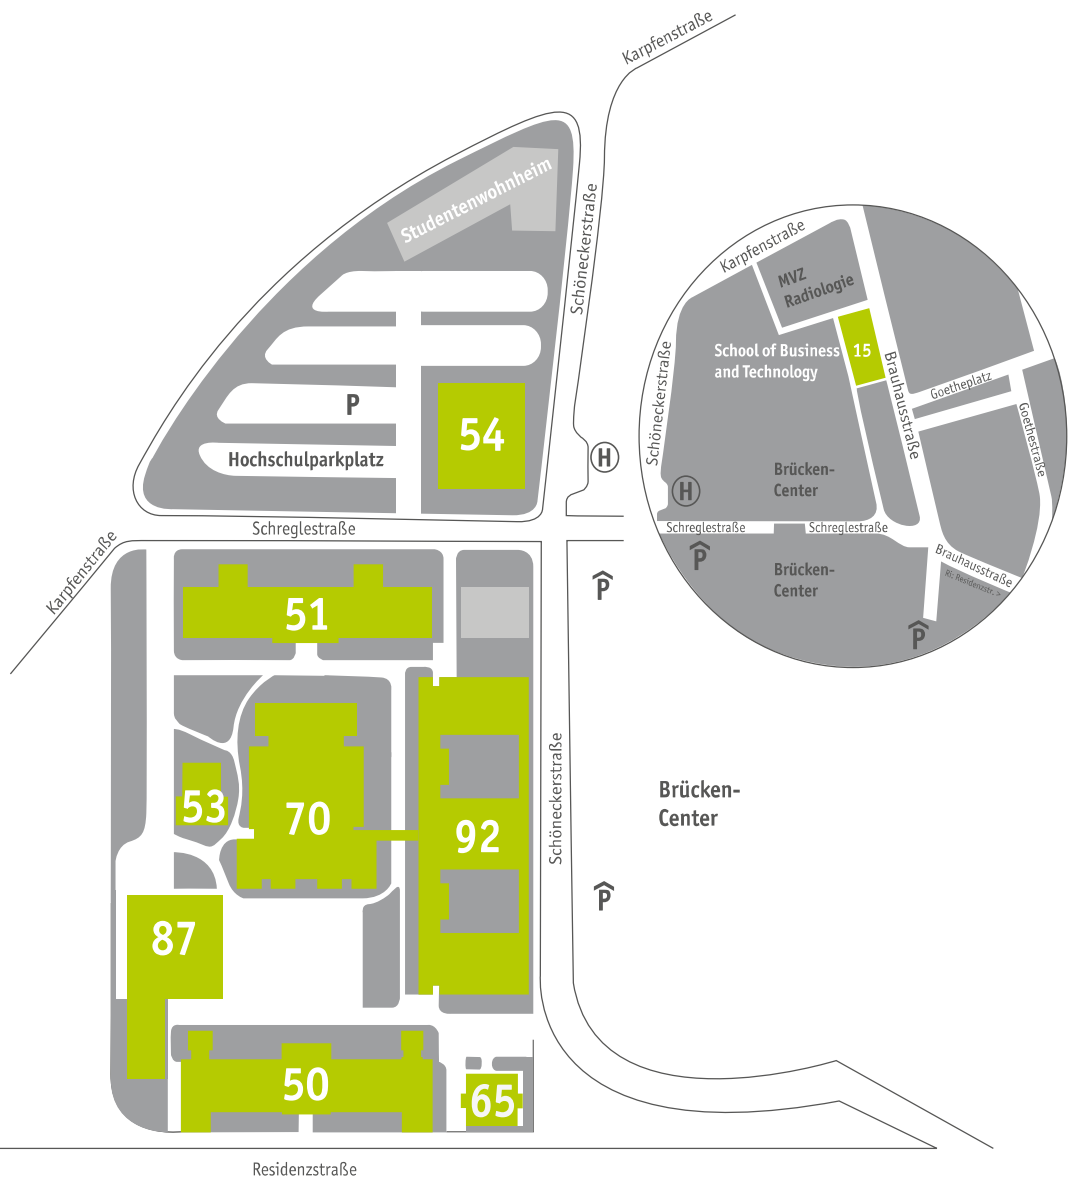 Karpfenstraße
Studentenwohnheim
Schöneckerstraße
P
54
Hochschulparkplatz
H
Schreglestraße
Karpfenstraße
51
P
53
70
92
Schöneckerstraße
Brücken-
Center
87
P
50
65
Residenzstraße
Karpfenstraße
MVZ
Radiologie
School of Business
and Technology
15
Schöneckerstraße
Brauhausstraße
Goetheplatz
Goethestraße
Brücken-
Center
H
Schreglestraße
Schreglestraße
P
Brücken-
Center
Brauhausstraße
Ri. Residenzstr. >
P